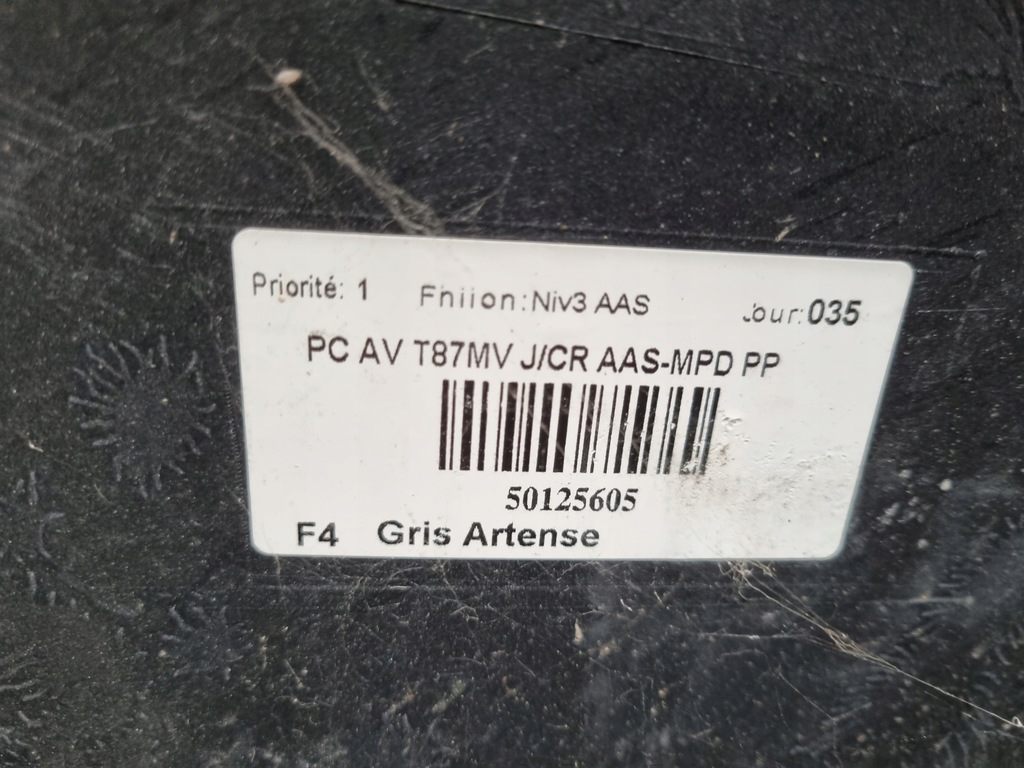 Priorité: 1 Fhiion: Niv3 AAS Jour: 035
PC AV T87MV J/CR AAS-MPD PP
50125605
F4 Gris Artense